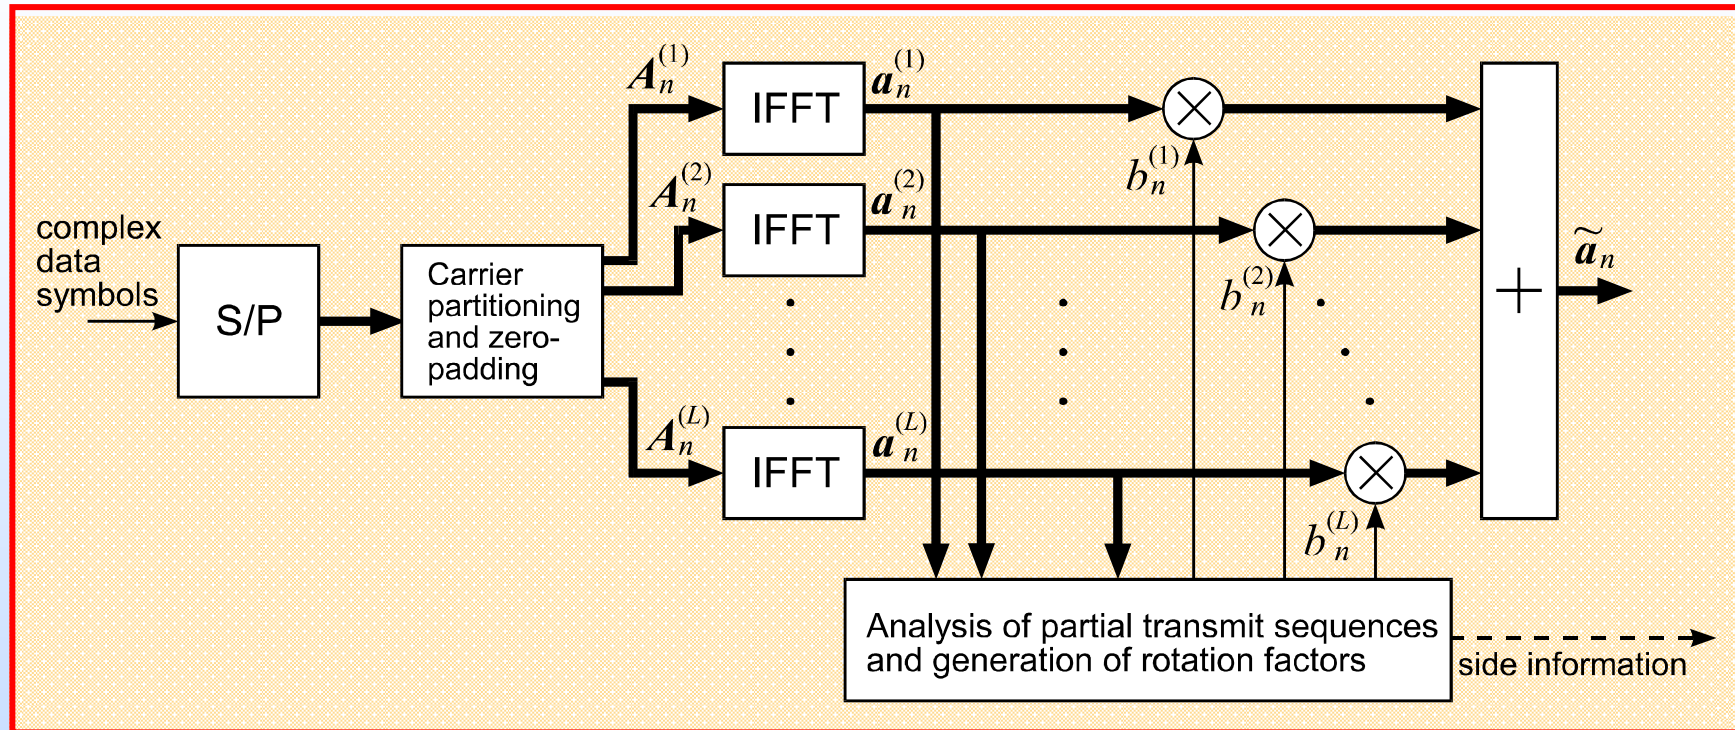 complex
data
symbols
S/P
Carrier
partitioning
and zero-
padding
A_n^(1)
IFFT
a_n^(1)
A_n^(2)
IFFT
a_n^(2)
A_n^(L)
IFFT
a_n^(L)
×
b_n^(1)
×
b_n^(2)
×
b_n^(L)
+
ã_n
Analysis of partial transmit sequences
and generation of rotation factors
side information